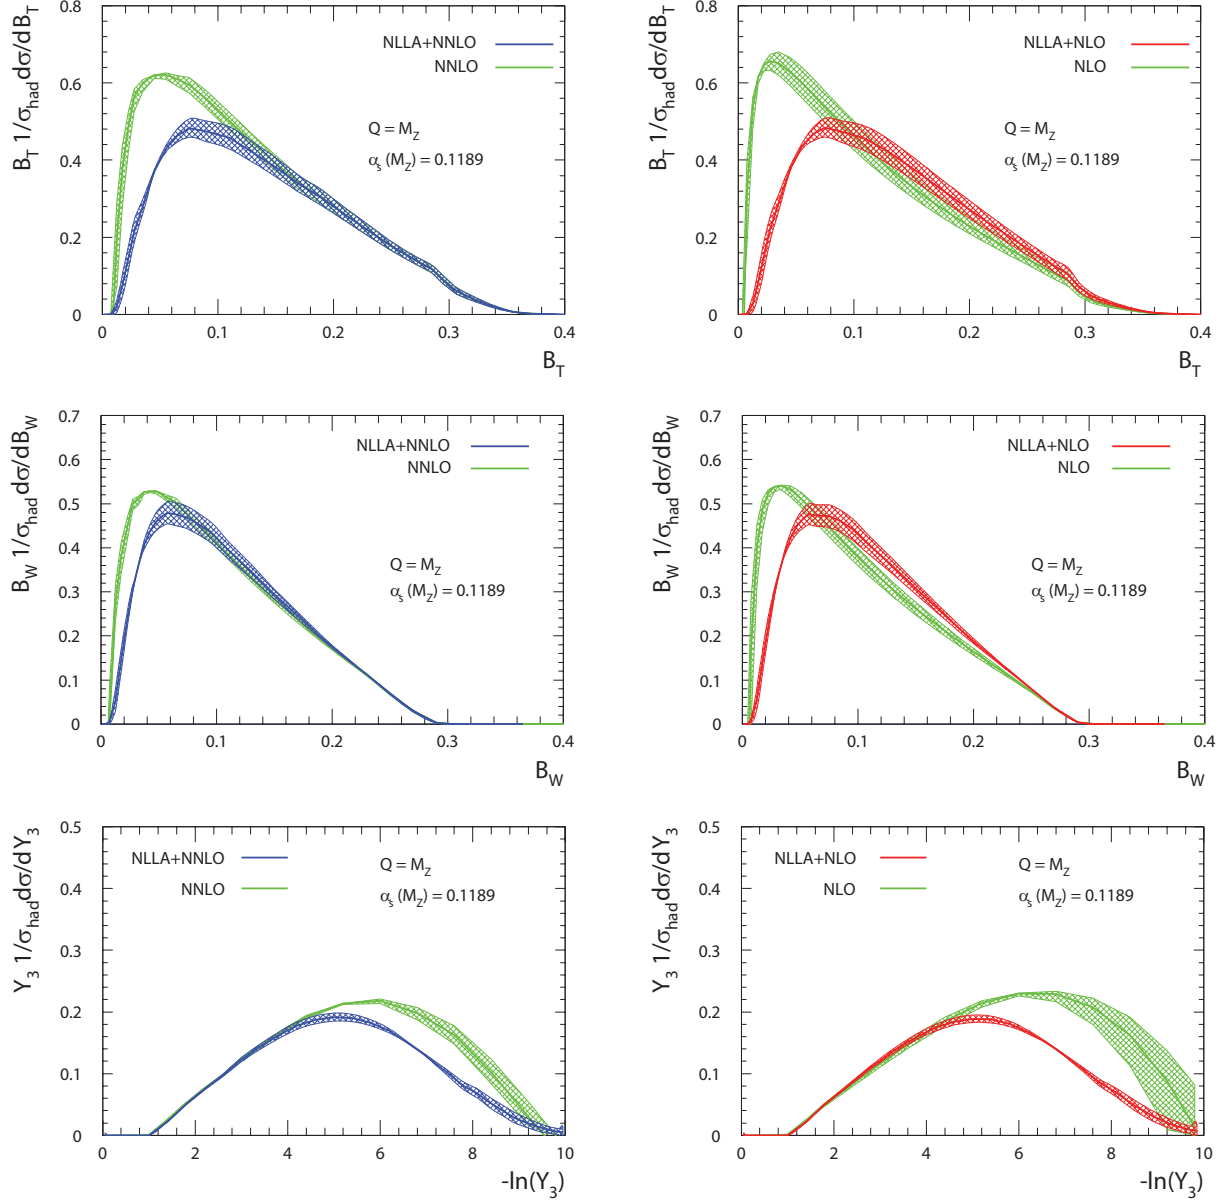 B_T 1/σ_had dσ/dB_T
0.8
0.6
0.4
0.2
0
NLLA+NNLO
NNLO
Q = M_Z
α_s (M_Z) = 0.1189
0
0.1
0.2
0.3
0.4
B_T
B_T 1/σ_had dσ/dB_T
0.8
0.6
0.4
0.2
0
NLLA+NLO
NLO
Q = M_Z
α_s (M_Z) = 0.1189
0
0.1
0.2
0.3
0.4
B_T
B_W 1/σ_had dσ/dB_W
0.7
0.6
0.5
0.4
0.3
0.2
0.1
0
NLLA+NNLO
NNLO
Q = M_Z
α_s (M_Z) = 0.1189
0
0.1
0.2
0.3
0.4
B_W
B_W 1/σ_had dσ/dB_W
0.7
0.6
0.5
0.4
0.3
0.2
0.1
0
NLLA+NLO
NLO
Q = M_Z
α_s (M_Z) = 0.1189
0
0.1
0.2
0.3
0.4
B_W
Y_3 1/σ_had dσ/dY_3
0.5
0.4
0.3
0.2
0.1
0
NLLA+NNLO
NNLO
Q = M_Z
α_s (M_Z) = 0.1189
0
2
4
6
8
10
-ln(Y_3)
Y_3 1/σ_had dσ/dY_3
0.5
0.4
0.3
0.2
0.1
0
NLLA+NLO
NLO
Q = M_Z
α_s (M_Z) = 0.1189
0
2
4
6
8
10
-ln(Y_3)